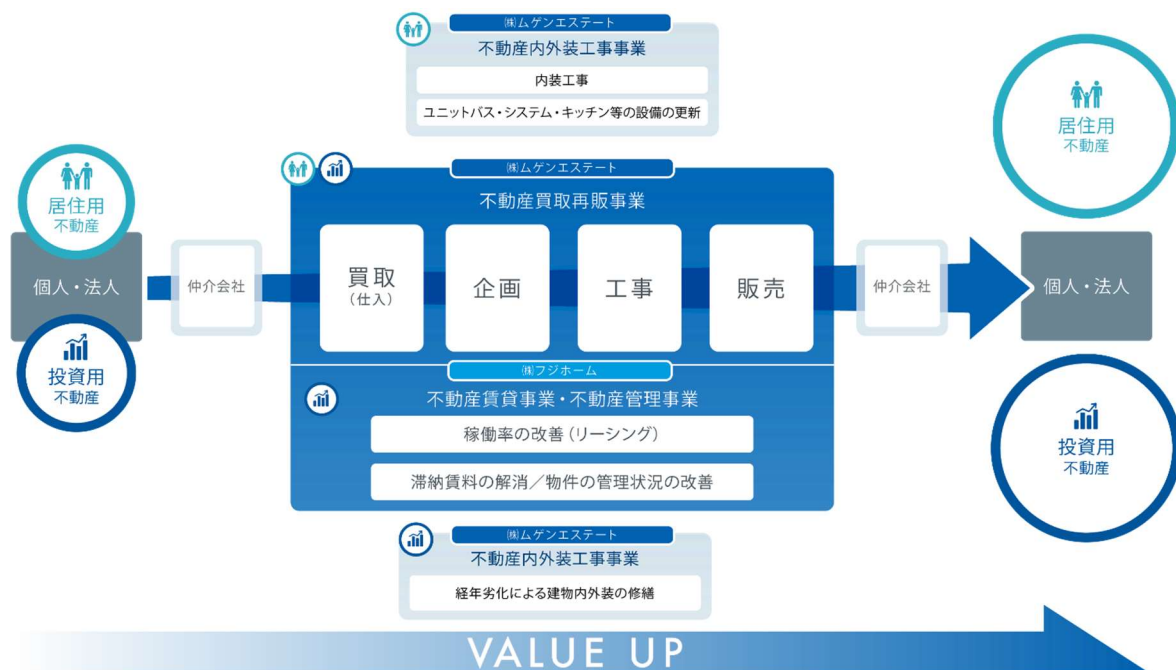 ㈱ムゲンエステート
不動産内外装工事事業
内装工事
ユニットバス・システム・キッチン等の設備の更新
居住用
不動産
個人・法人
投資用
不動産
仲介会社
㈱ムゲンエステート
不動産買取再販事業
買取
(仕入)
企画
工事
販売
㈱フジホーム
不動産賃貸事業・不動産管理事業
稼働率の改善(リーシング)
滞納賃料の解消／物件の管理状況の改善
仲介会社
居住用
不動産
個人・法人
投資用
不動産
㈱ムゲンエステート
不動産内外装工事事業
経年劣化による建物内外装の修繕
VALUE UP